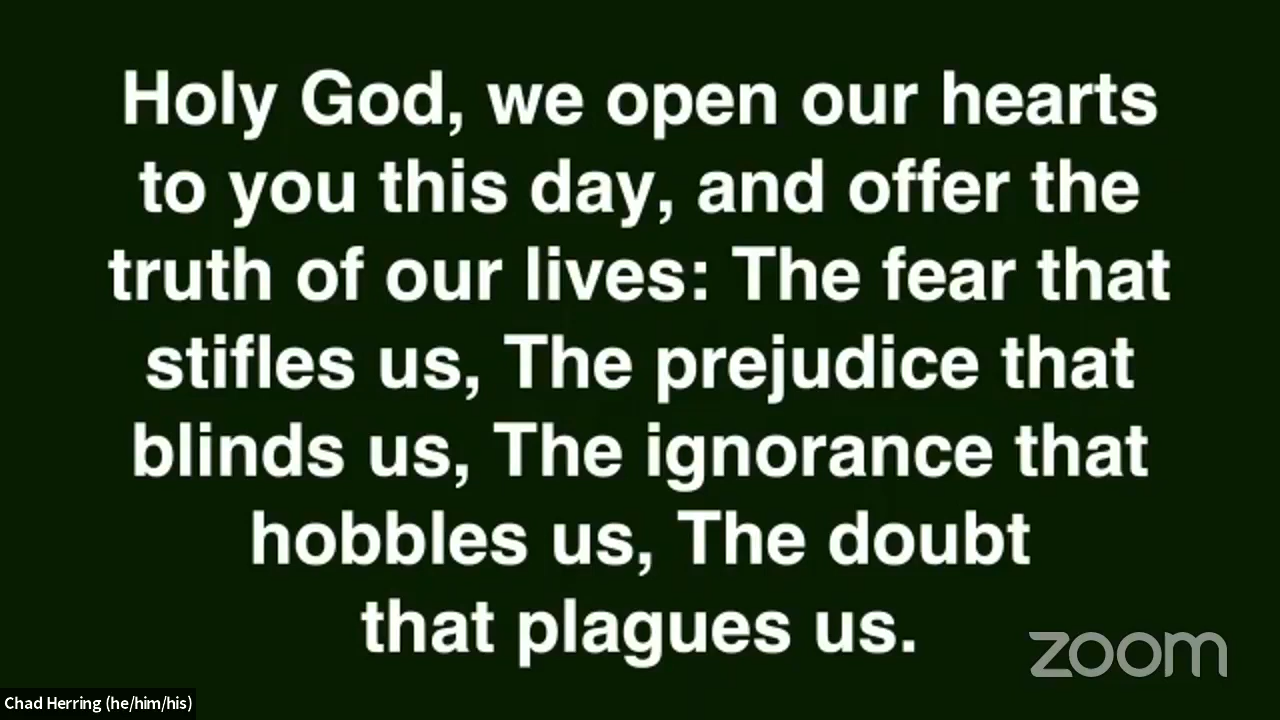 Holy God, we open our hearts
to you this day, and offer the
truth of our lives: The fear that
stifles us, The prejudice that
blinds us, The ignorance that
hobbles us, The doubt
that plagues us.
zoom
Chad Herring (he/him/his)